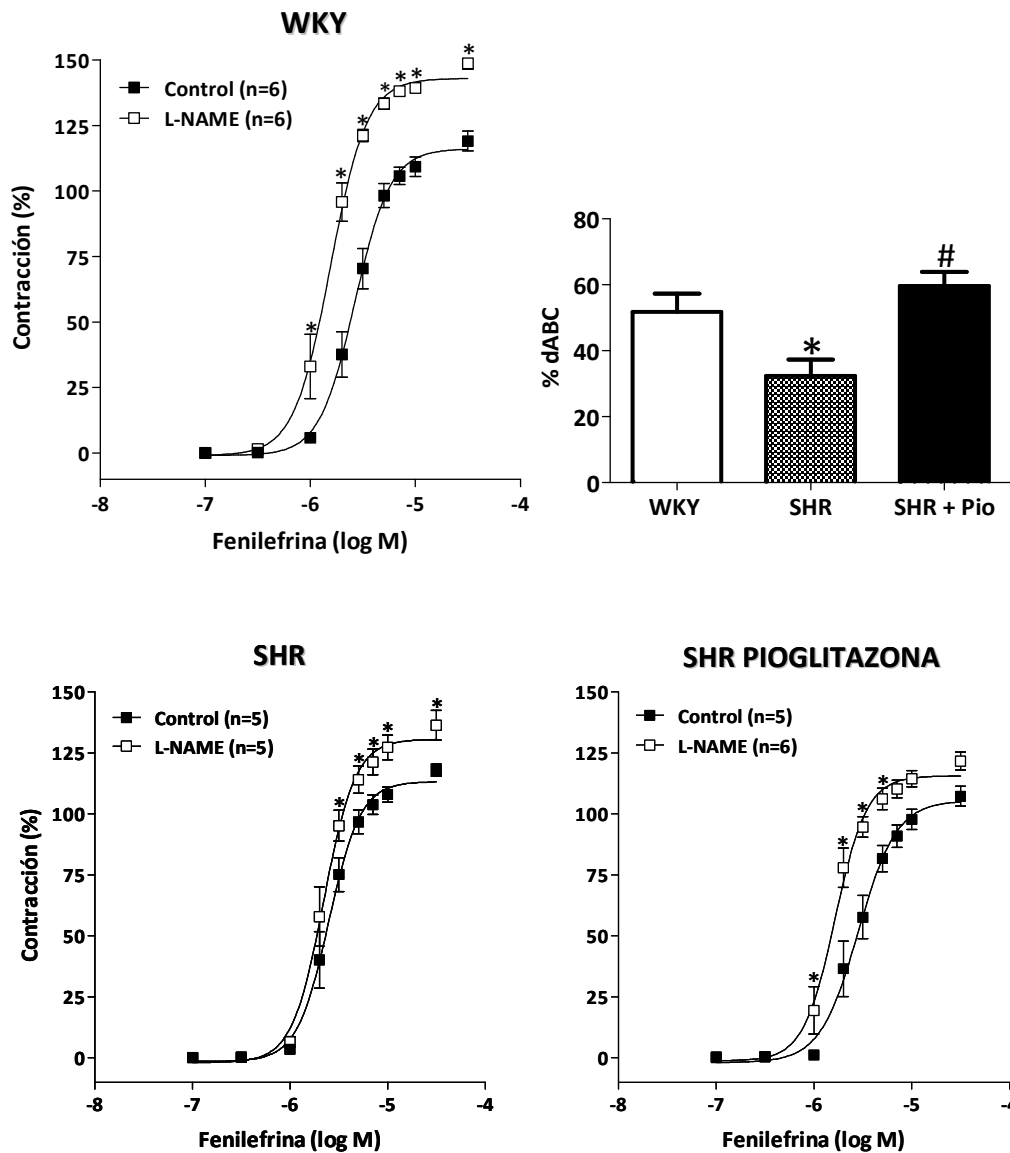 WKY
150
125
100
75
50
25
0
Contracción (%)
Control (n=6)
L-NAME (n=6)
* * * * * * *
-8 -7 -6 -5 -4
Fenilefrina (log M)
80
60
40
20
0
% dABC
*
#
WKY SHR SHR + Pio
SHR
150
125
100
75
50
25
0
Contracción (%)
Control (n=5)
L-NAME (n=5)
* * * * *
-8 -7 -6 -5 -4
Fenilefrina (log M)
SHR PIOGLITAZONA
150
125
100
75
50
25
0
Contracción (%)
Control (n=5)
L-NAME (n=6)
* * * *
-8 -7 -6 -5 -4
Fenilefrina (log M)